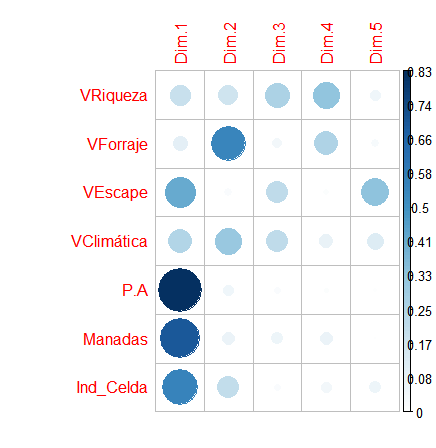 Dim.1 Dim.2 Dim.3 Dim.4 Dim.5
VRiqueza
VForraje
VEscape
VClimática
P.A
Manadas
Ind_Celda
0.83
0.74
0.66
0.58
0.5
0.41
0.33
0.25
0.17
0.08
0